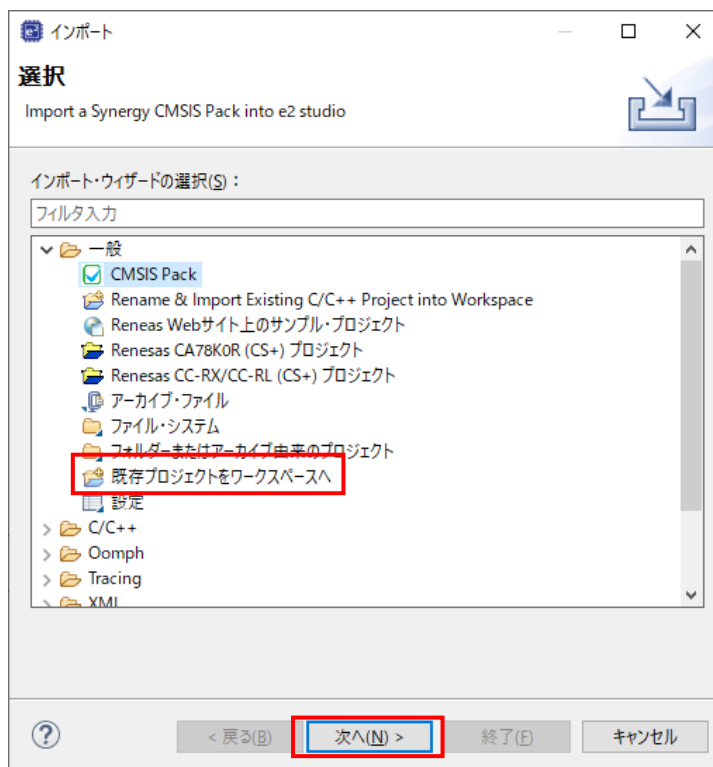 インポート
選択
Import a Synergy CMSIS Pack into e2 studio
インポート・ウィザードの選択(S)：
フィルタ入力
一般
CMSIS Pack
Rename & Import Existing C/C++ Project into Workspace
Reneas Webサイト上のサンプル・プロジェクト
Renesas CA78K0R (CS+) プロジェクト
Renesas CC-RX/CC-RL (CS+) プロジェクト
アーカイブ・ファイル
ファイル・システム
フォルダーまたはアーカイブ由来のプロジェクト
既存プロジェクトをワークスペースへ
設定
C/C++
Oomph
Tracing
XML
< 戻る(B) 次へ(N) > 終了(F) キャンセル